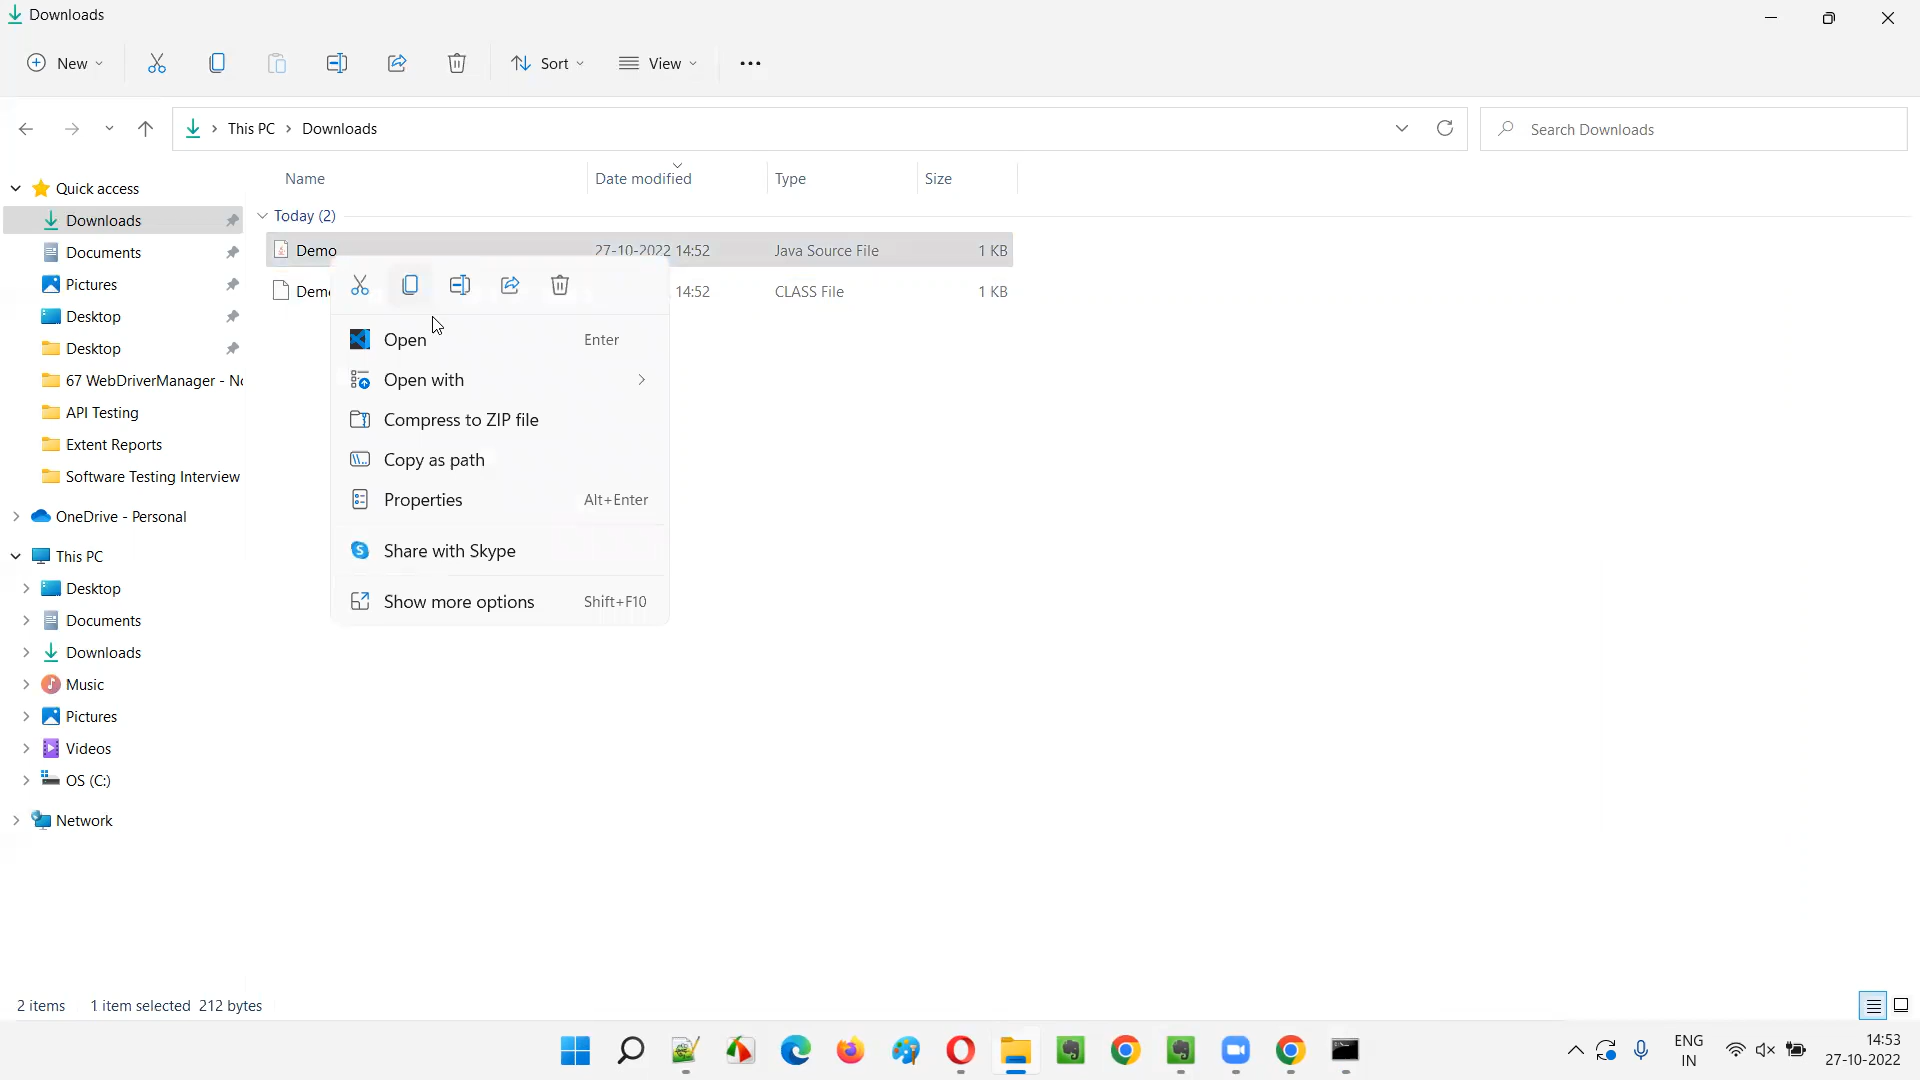 Downloads
New
Sort
View
This PC
Downloads
Search Downloads
Name
Date modified
Type
Size
Quick access
Downloads
Documents
Pictures
Desktop
Desktop
67 WebDriverManager - No
API Testing
Extent Reports
Software Testing Interview
OneDrive - Personal
This PC
Desktop
Documents
Downloads
Music
Pictures
Videos
OS (C:)
Network
Today (2)
Demo 27-10-2022 14:52 Java Source File 1 KB
Dem 14:52 CLASS File 1 KB
Open Enter
Open with
Compress to ZIP file
Copy as path
Properties Alt+Enter
Share with Skype
Show more options Shift+F10
2 items 1 item selected 212 bytes
ENG
IN
14:53
27-10-2022